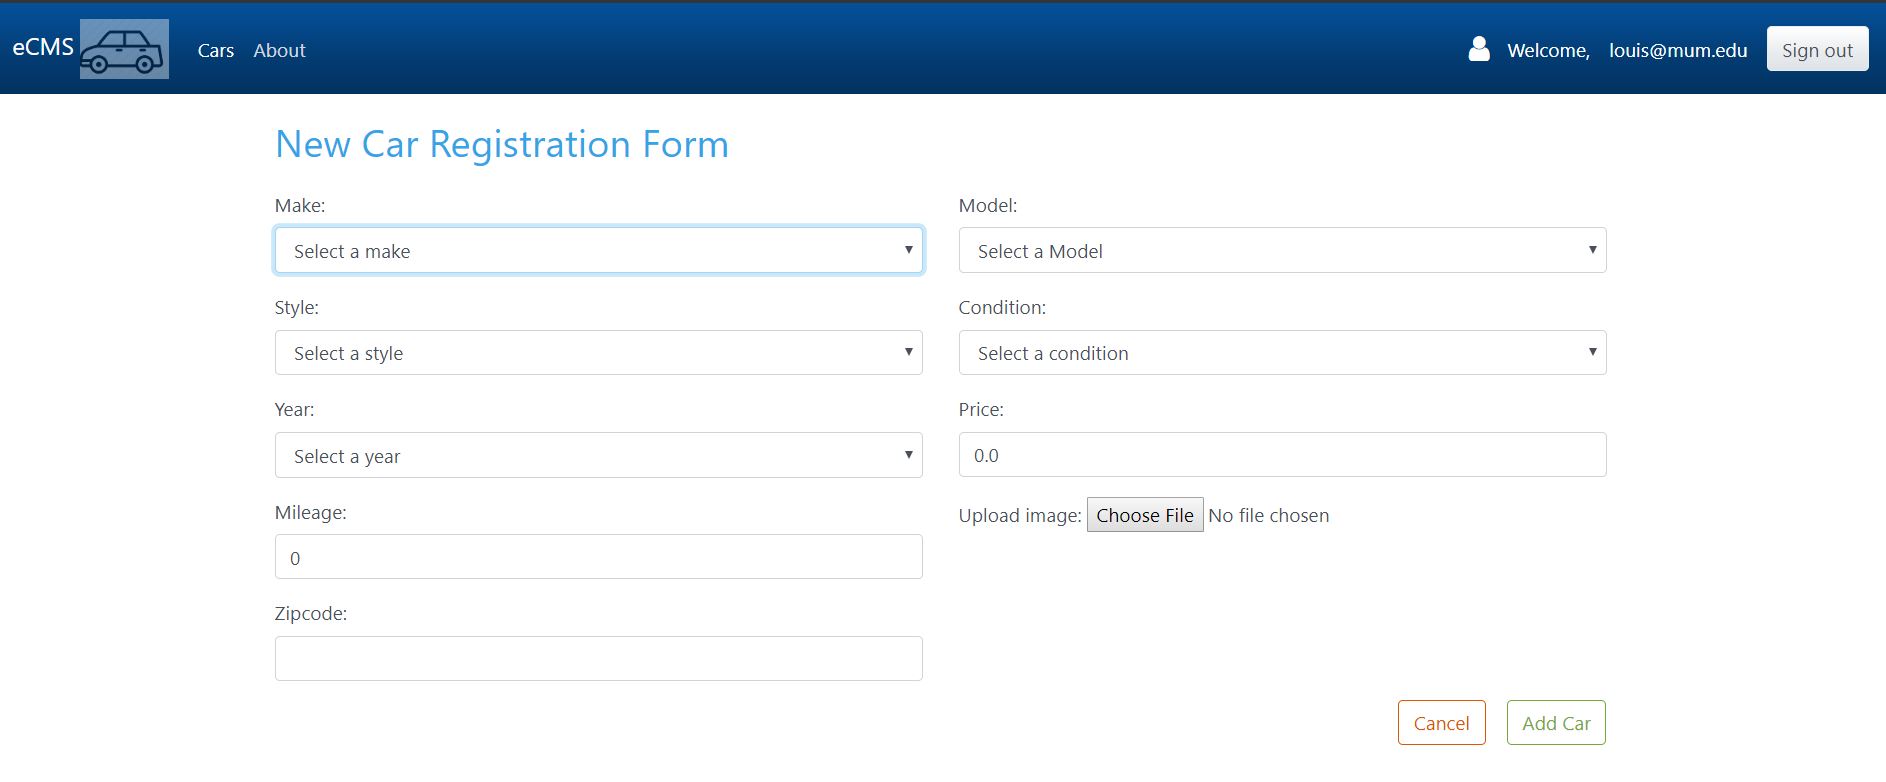 eCMS Cars About Welcome, louis@mum.edu Sign out
New Car Registration Form
Make:
Select a make
Model:
Select a Model
Style:
Select a style
Condition:
Select a condition
Year:
Select a year
Price:
0.0
Mileage:
0
Upload image: Choose File No file chosen
Zipcode:
Cancel Add Car